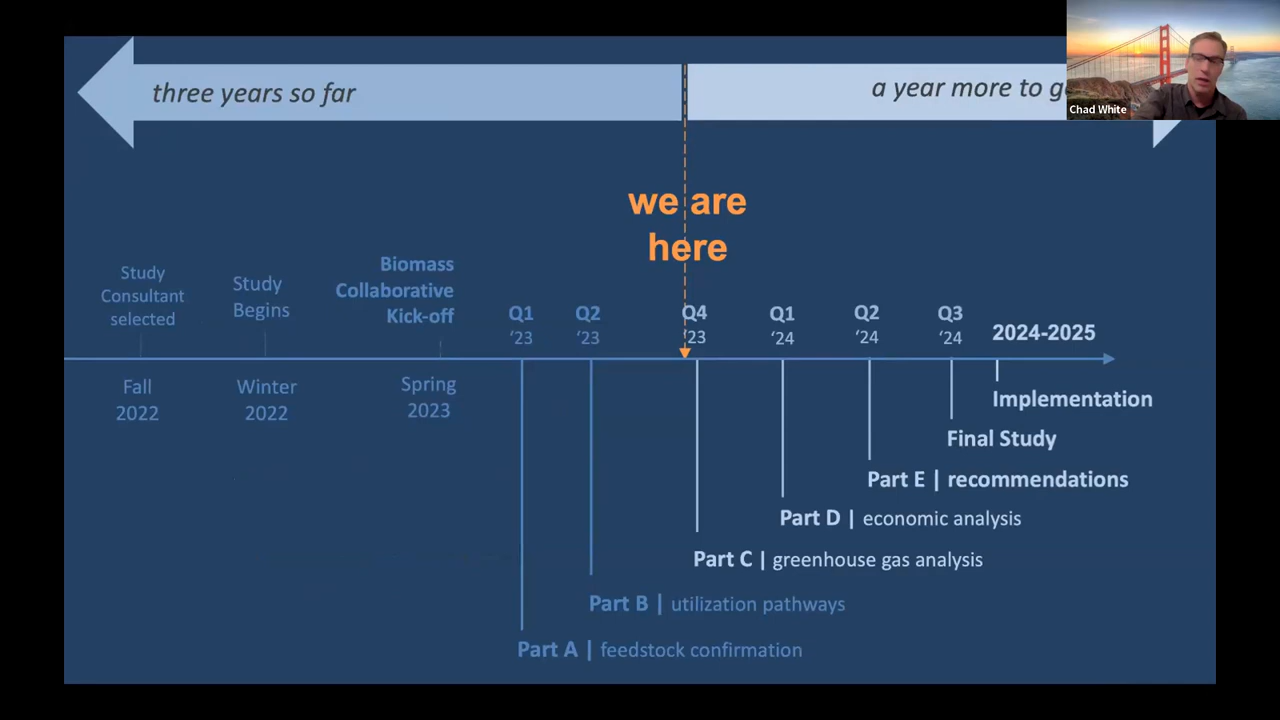 three years so far
a year more to g
Chad White
we are
here
Study
Consultant
selected
Study
Begins
Biomass
Collaborative
Kick-off
Q1
‘23
Q2
‘23
Q4
‘23
Q1
‘24
Q2
‘24
Q3
‘24
2024-2025
Fall
2022
Winter
2022
Spring
2023
Implementation
Final Study
Part E | recommendations
Part D | economic analysis
Part C | greenhouse gas analysis
Part B | utilization pathways
Part A | feedstock confirmation